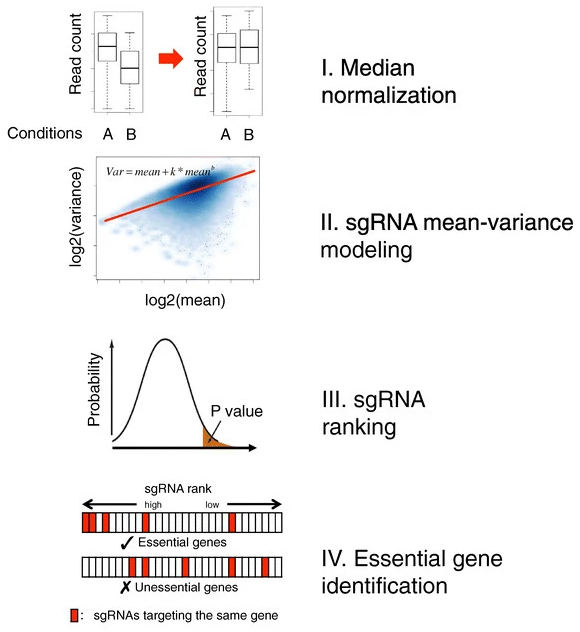 Read count
Read count
I. Median
normalization
Conditions A B A B
log2(variance)
Var = mean + k * mean^b
log2(mean)
II. sgRNA mean-variance
modeling
Probability
P value
III. sgRNA
ranking
sgRNA rank
high low
✓ Essential genes
✗ Unessential genes
IV. Essential gene
identification
: sgRNAs targeting the same gene